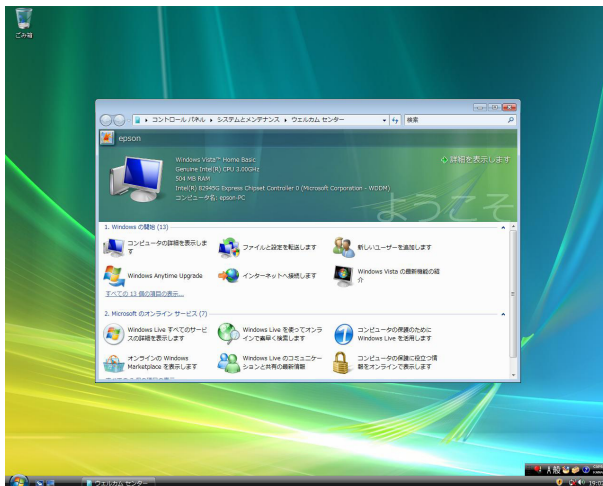 ごみ箱
コントロール パネル ▸ システムとメンテナンス ▸ ウェルカム センター
検索
epson
Windows Vista™ Home Basic
Genuine Intel(R) CPU 3.00GHz
504 MB RAM
Intel(R) 82945G Express Chipset Controller 0 (Microsoft Corporation - WDDM)
コンピュータ名: epson-PC
詳細を表示します
ようこそ
1. Windows の開始 (13)
コンピュータの詳細を表示しま
す
ファイルと設定を転送します
新しいユーザーを追加します
Windows Anytime Upgrade
インターネットへ接続します
Windows Vista の最新機能の紹
介
すべての 13 個の項目の表示...
2. Microsoft のオンライン サービス (7)
Windows Live すべてのサービ
スの詳細を表示します
Windows Live を使ってオンラ
インで素早く検索します
コンピュータの保護のために
Windows Live を活用します
オンラインの Windows
Marketplace を表示します
Windows Live のコミュニケー
ションと共有の最新情報
コンピュータの保護に役立つ情
報をオンラインで表示します
A 般
ウェルカム センター